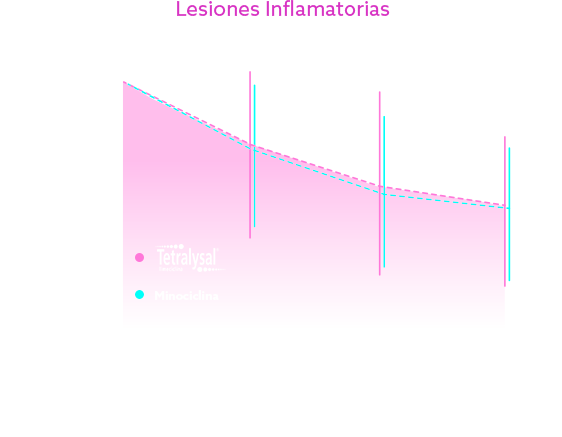 Lesiones Inflamatorias
Tetralysal
Minociclina